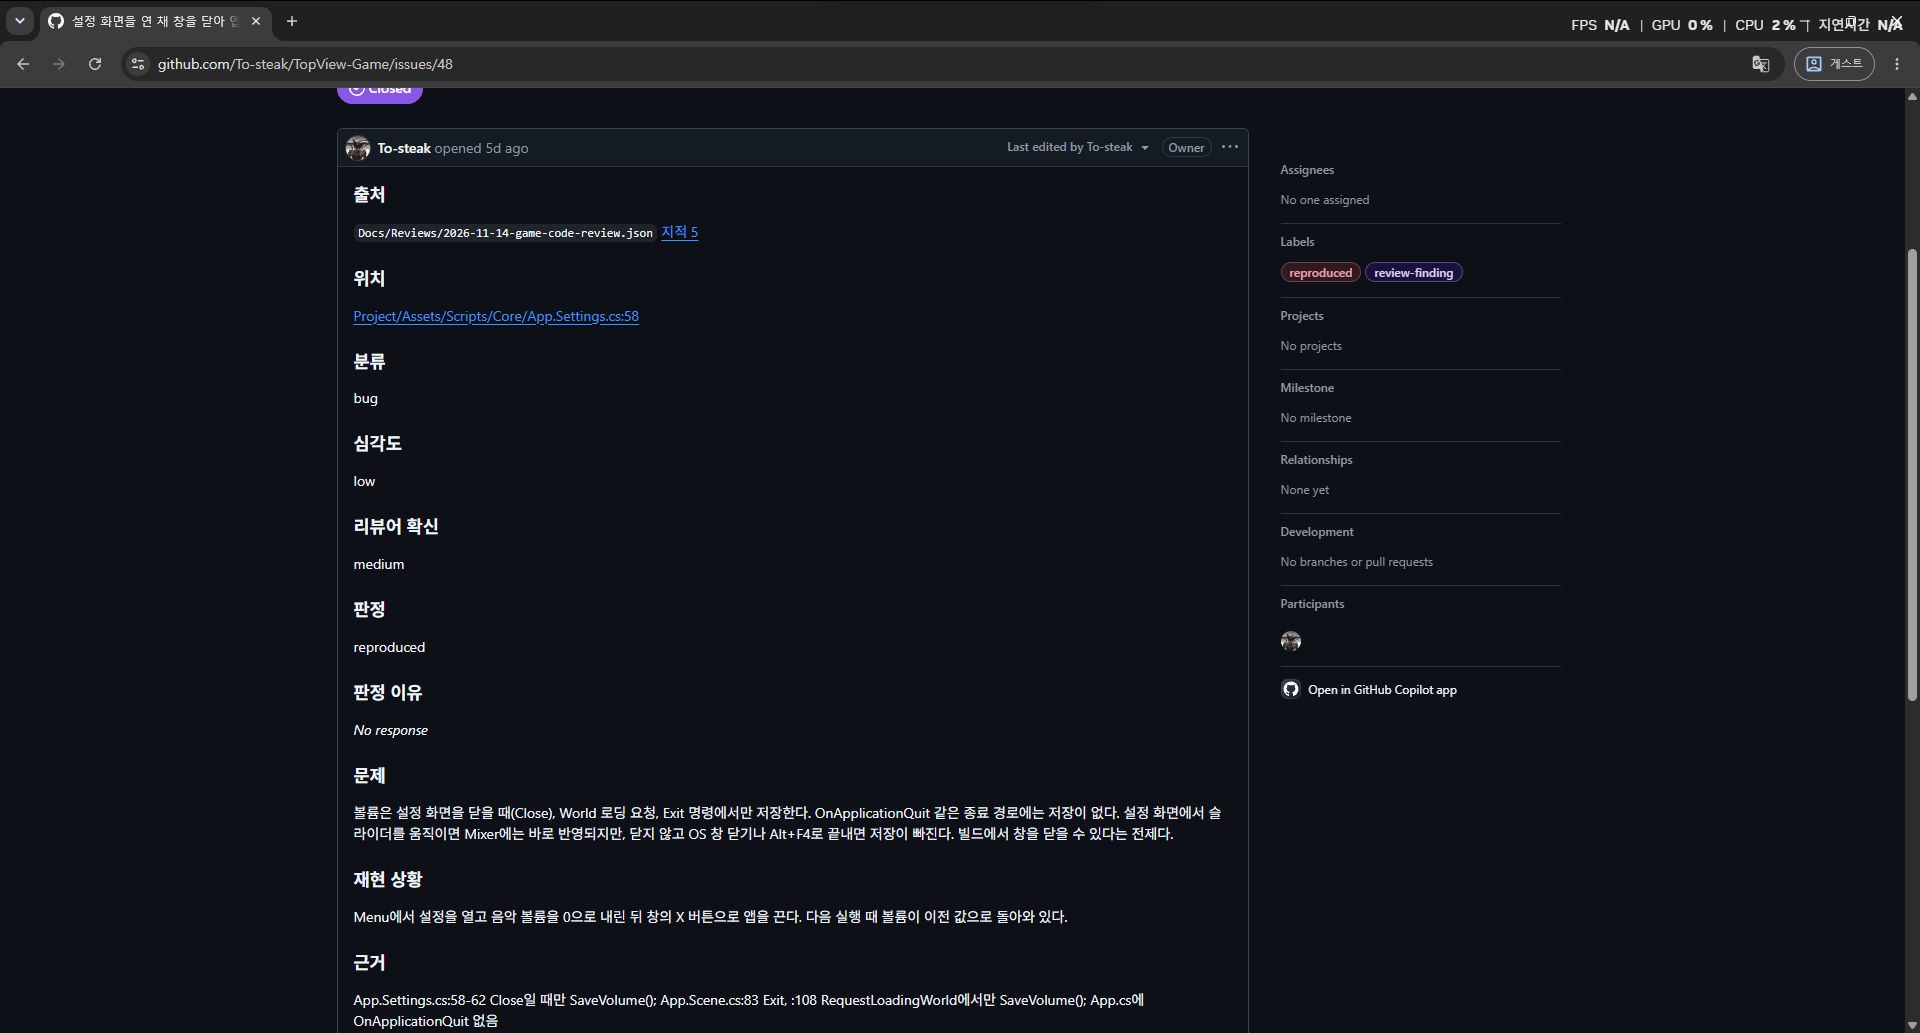 설정 화면을 연 채 창을 닫아 앱
FPS N/A | GPU 0% | CPU 2% | 지연시간 N/A
github.com/To-steak/TopView-Game/issues/48
게스트
Closed
To-steak opened 5d ago
Last edited by To-steak
Owner
출처
Docs/Reviews/2026-11-14-game-code-review.json 지적 5
위치
Project/Assets/Scripts/Core/App.Settings.cs:58
분류
bug
심각도
low
리뷰어 확신
medium
판정
reproduced
판정 이유
No response
문제
볼륨은 설정 화면을 닫을 때(Close), World 로딩 요청, Exit 명령에서만 저장한다. OnApplicationQuit 같은 종료 경로에는 저장이 없다. 설정 화면에서 슬
라이더를 움직이면 Mixer에는 바로 반영되지만, 닫지 않고 OS 창 닫기나 Alt+F4로 끝내면 저장이 빠진다. 빌드에서 창을 닫을 수 있다는 전제다.
재현 상황
Menu에서 설정을 열고 음악 볼륨을 0으로 내린 뒤 창의 X 버튼으로 앱을 끈다. 다음 실행 때 볼륨이 이전 값으로 돌아와 있다.
근거
App.Settings.cs:58-62 Close일 때만 SaveVolume(); App.Scene.cs:83 Exit, :108 RequestLoadingWorld에서만 SaveVolume(); App.cs에
OnApplicationQuit 없음
Assignees
No one assigned
Labels
reproduced review-finding
Projects
No projects
Milestone
No milestone
Relationships
None yet
Development
No branches or pull requests
Participants
Open in GitHub Copilot app